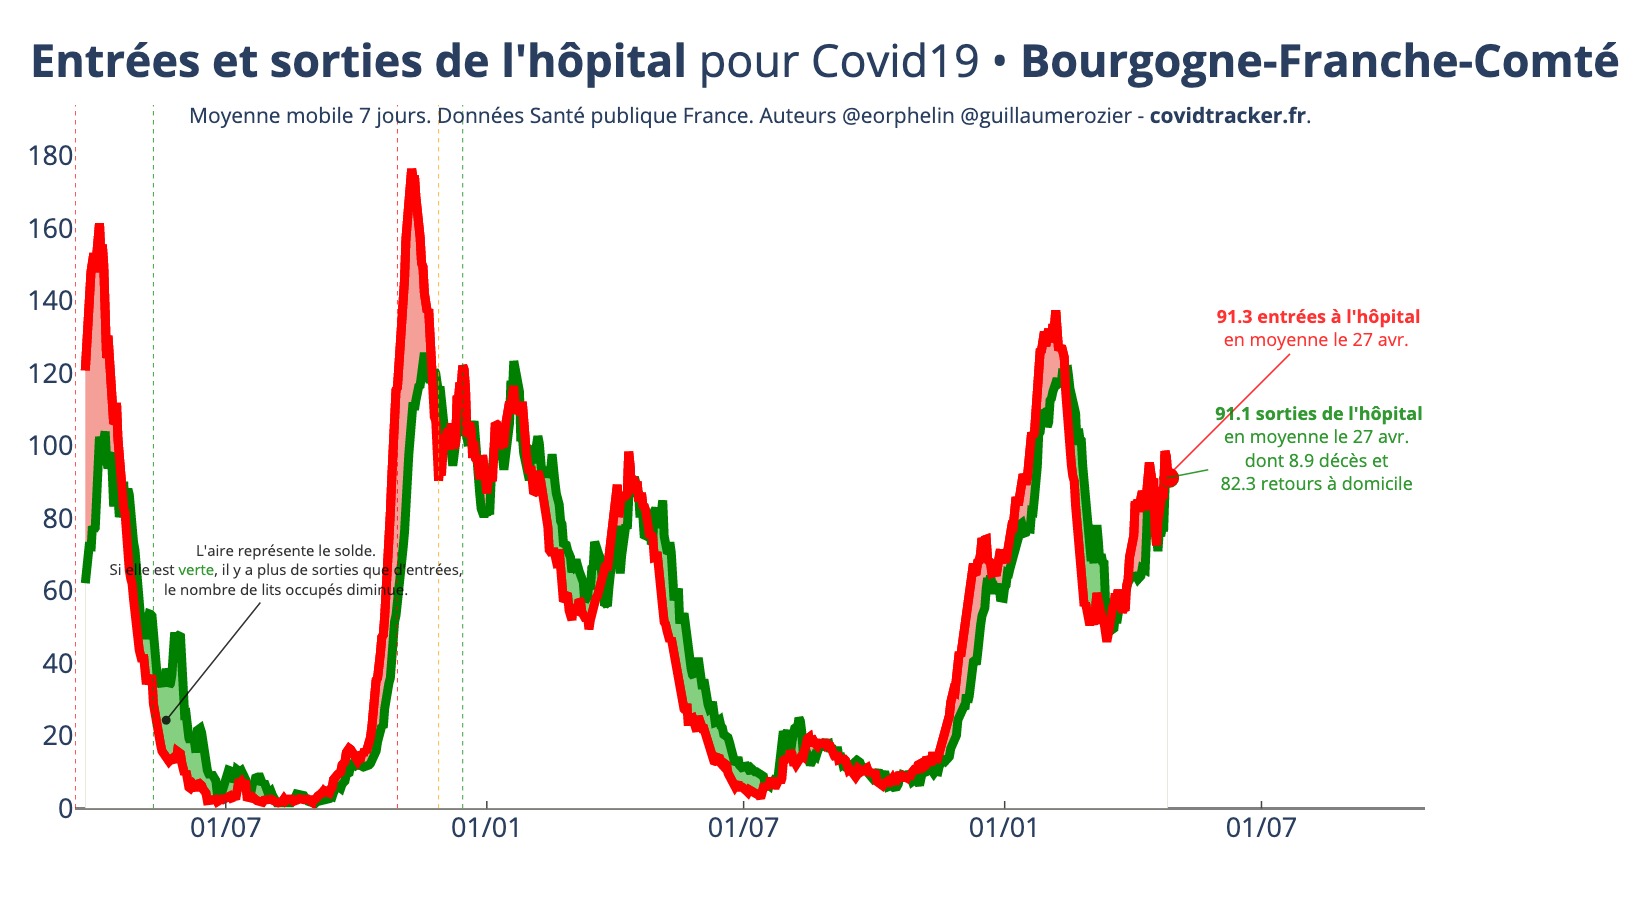 Entrées et sorties de l'hôpital pour Covid19 • Bourgogne-Franche-Comté
Moyenne mobile 7 jours. Données Santé publique France. Auteurs @eorphelin @guillaumerozier - covidtracker.fr.
180
160
140
120
100
80
60
40
20
0
91.3 entrées à l'hôpital
en moyenne le 27 avr.
91.1 sorties de l'hôpital
en moyenne le 27 avr.
dont 8.9 décès et
82.3 retours à domicile
L'aire représente le solde.
Si elle est verte, il y a plus de sorties que d'entrées,
le nombre de lits occupés diminue.
01/07
01/01
01/07
01/01
01/07